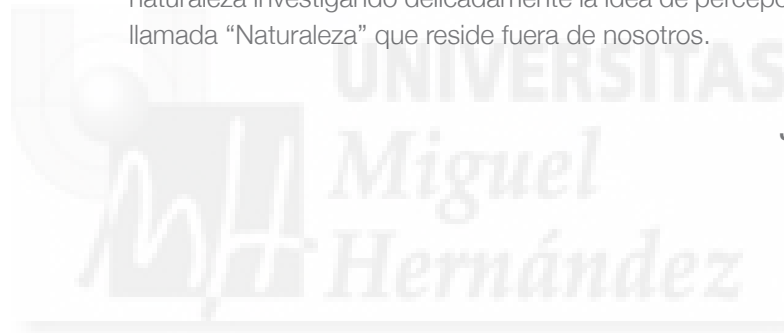 naturaleza investigando delicadamente la idea de
llamada “Naturaleza” que reside fuera de nosotros.
UNIVERSITAS
Miguel
Hernández